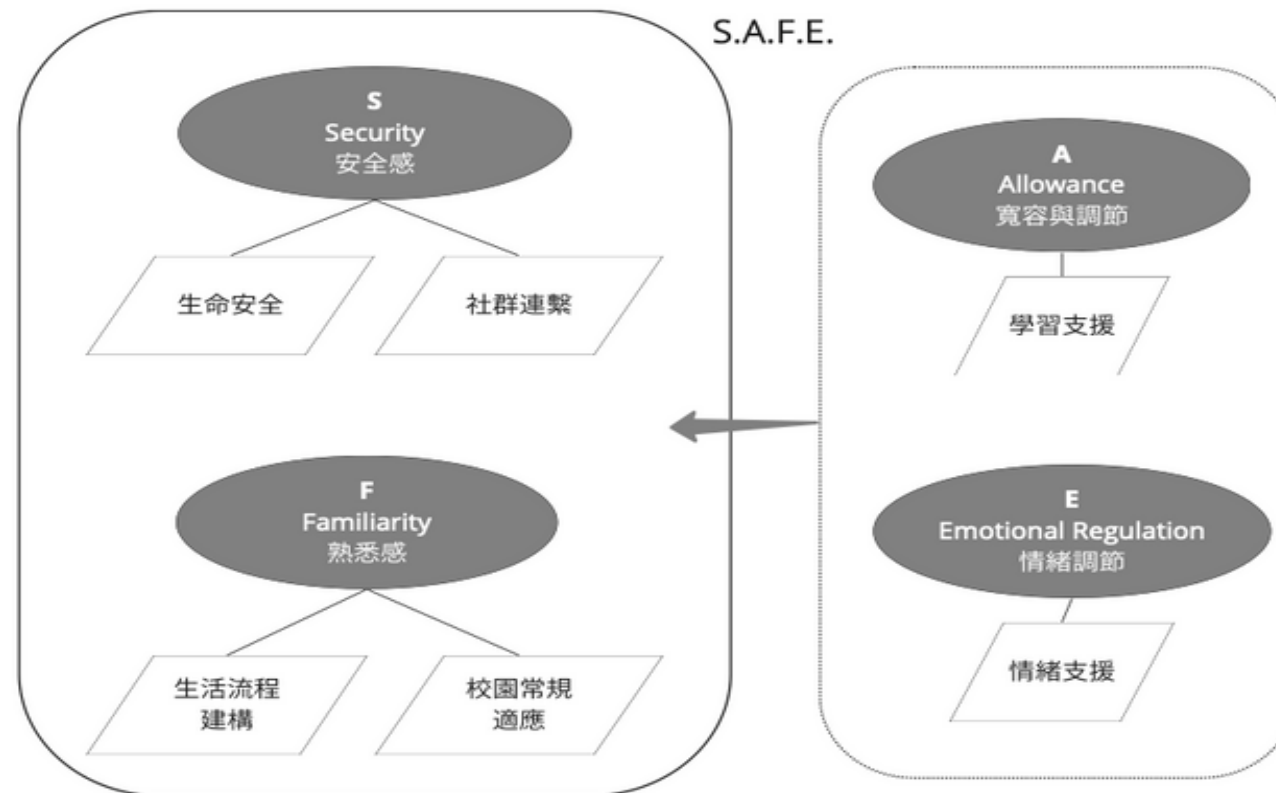 S.A.F.E.
S
Security
安全感
生命安全
社群連繫
F
Familiarity
熟悉感
生活流程
建構
校園常規
適應
A
Allowance
寬容與調節
學習支援
E
Emotional Regulation
情緒調節
情緒支援